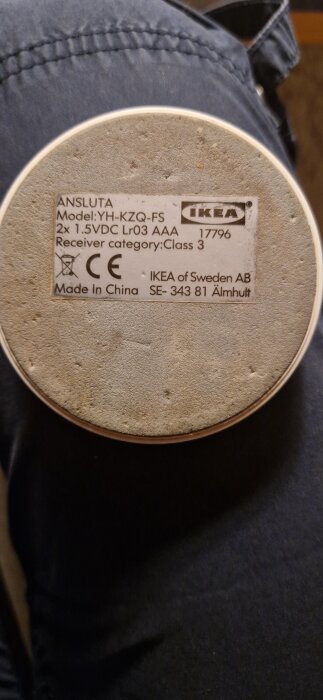 ANSLUTA
Model:YH-KZQ-FS
IKEA
2x 1.5VDC Lr03 AAA 17796
Receiver category:Class 3
CE
IKEA of Sweden AB
Made In China SE- 343 81 Älmhult